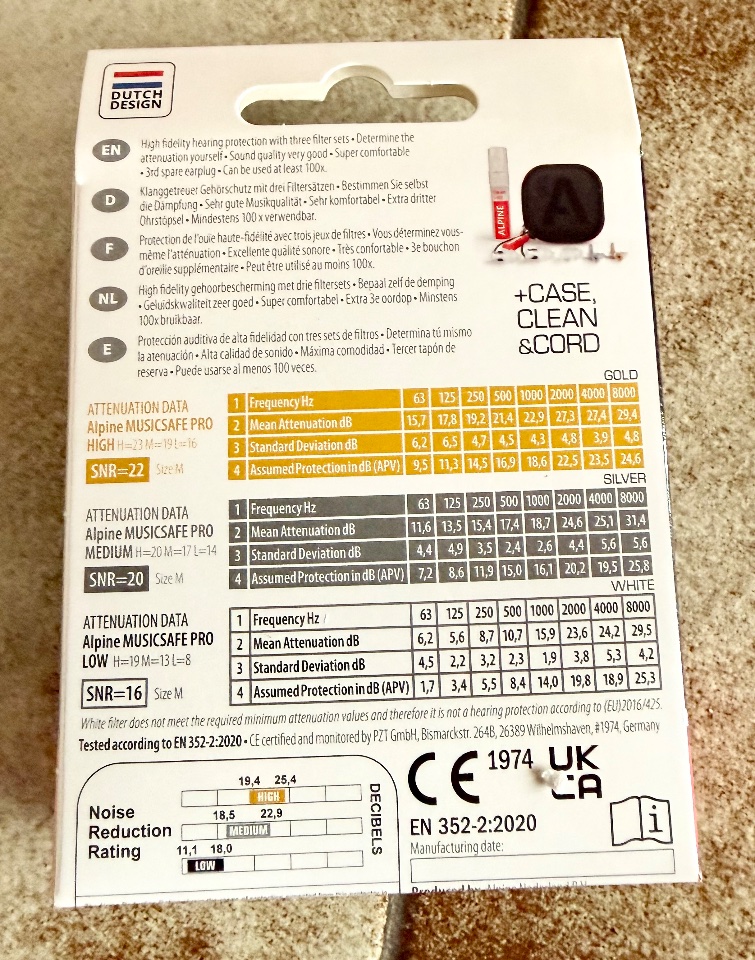 DUTCH
DESIGN
EN
High fidelity hearing protection with three filter sets • Determine the
attenuation yourself • Sound quality very good • Super comfortable
• 3rd spare earplug • Can be used at least 100x.
D
Klanggetreuer Gehörschutz mit drei Filtersätzen • Bestimmen Sie selbst
die Dämpfung • Sehr gute Musikqualität • Sehr komfortabel • Extra dritter
Ohrstöpsel • Mindestens 100 x verwendbar.
F
Protection de l'ouïe haute-fidélité avec trois jeux de filtres • Vous déterminez vous-
même l'atténuation • Excellente qualité sonore • Très confortable • 3e bouchon
d'oreille supplémentaire • Peut être utilisé au moins 100x.
NL
High fidelity gehoorbescherming met drie filtersets • Bepaal zelf de demping
• Geluidskwaliteit zeer goed • Super comfortabel • Extra 3e oordop • Minstens
100x bruikbaar.
E
Protección auditiva de alta fidelidad con tres sets de filtros • Determina tú mismo
la atenuación • Alta calidad de sonido • Máxima comodidad • Tercer tapón de
reserva • Puede usarse al menos 100 veces.
ALPINE
A
+CASE,
CLEAN
&CORD
GOLD
ATTENUATION DATA
Alpine MUSICSAFE PRO
HIGH H=23 M=19 L=16
SNR=22 Size M
1 Frequency Hz 63 125 250 500 1000 2000 4000 8000
2 Mean Attenuation dB 15,7 17,8 19,2 21,4 22,9 27,3 27,4 29,4
3 Standard Deviation dB 6,2 6,5 4,7 4,5 4,3 4,8 3,9 4,8
4 Assumed Protection in dB (APV) 9,5 11,3 14,5 16,9 18,6 22,5 23,5 24,6
SILVER
ATTENUATION DATA
Alpine MUSICSAFE PRO
MEDIUM H=20 M=17 L=14
SNR=20 Size M
1 Frequency Hz 63 125 250 500 1000 2000 4000 8000
2 Mean Attenuation dB 11,6 13,5 15,4 17,4 18,7 24,6 25,1 31,4
3 Standard Deviation dB 4,4 4,9 3,5 2,4 2,6 4,4 5,6 5,6
4 Assumed Protection in dB (APV) 7,2 8,6 11,9 15,0 16,1 20,2 19,5 25,8
WHITE
ATTENUATION DATA
Alpine MUSICSAFE PRO
LOW H=19 M=13 L=8
SNR=16 Size M
1 Frequency Hz 63 125 250 500 1000 2000 4000 8000
2 Mean Attenuation dB 6,2 5,6 8,7 10,7 15,9 23,6 24,2 29,5
3 Standard Deviation dB 4,5 2,2 3,2 2,3 1,9 3,8 5,3 4,2
4 Assumed Protection in dB (APV) 1,7 3,4 5,5 8,4 14,0 19,8 18,9 25,3
White filter does not meet the required minimum attenuation values and therefore it is not a hearing protection according to (EU)2016/425.
Tested according to EN 352-2:2020 • CE certified and monitored by PZT GmbH, Bismarckstr. 264B, 26389 Wilhelmshaven, #1974, Germany
Noise
Reduction
Rating
19,4 25,4
HIGH
18,5 22,9
MEDIUM
11,1 18,0
LOW
DECIBELS
CE 1974 UK
CA
EN 352-2:2020
i
Manufacturing date:
Produced by